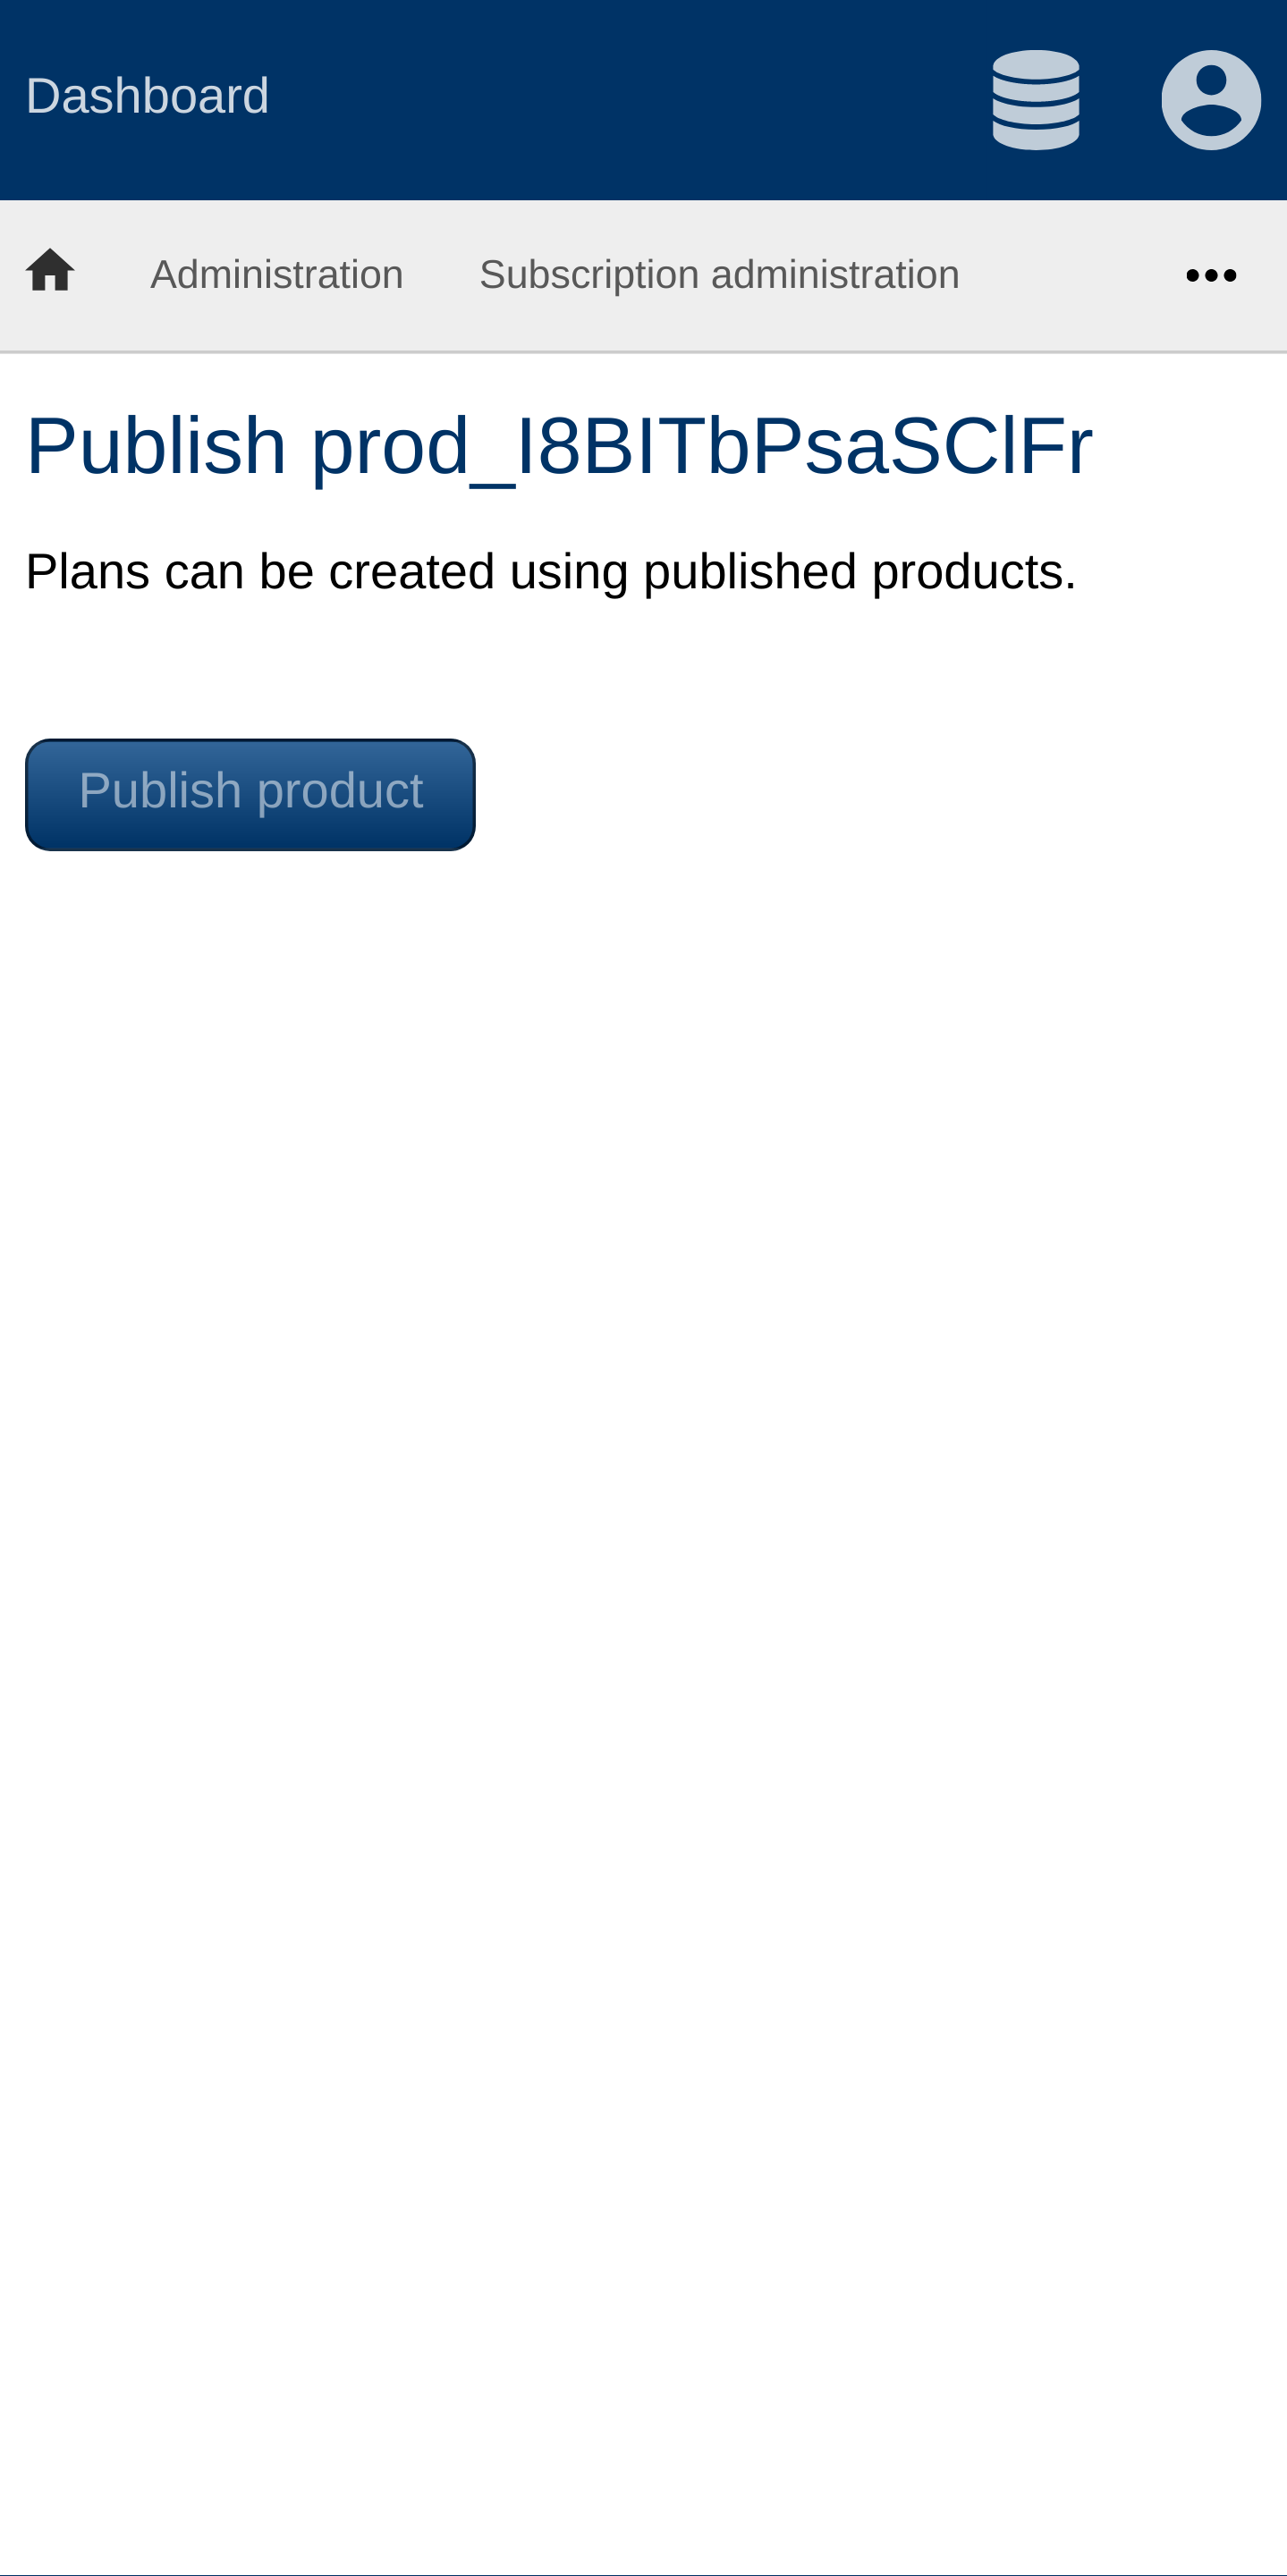 Dashboard
Administration Subscription administration
Publish prod_I8BITbPsaSClFr
Plans can be created using published products.
Publish product